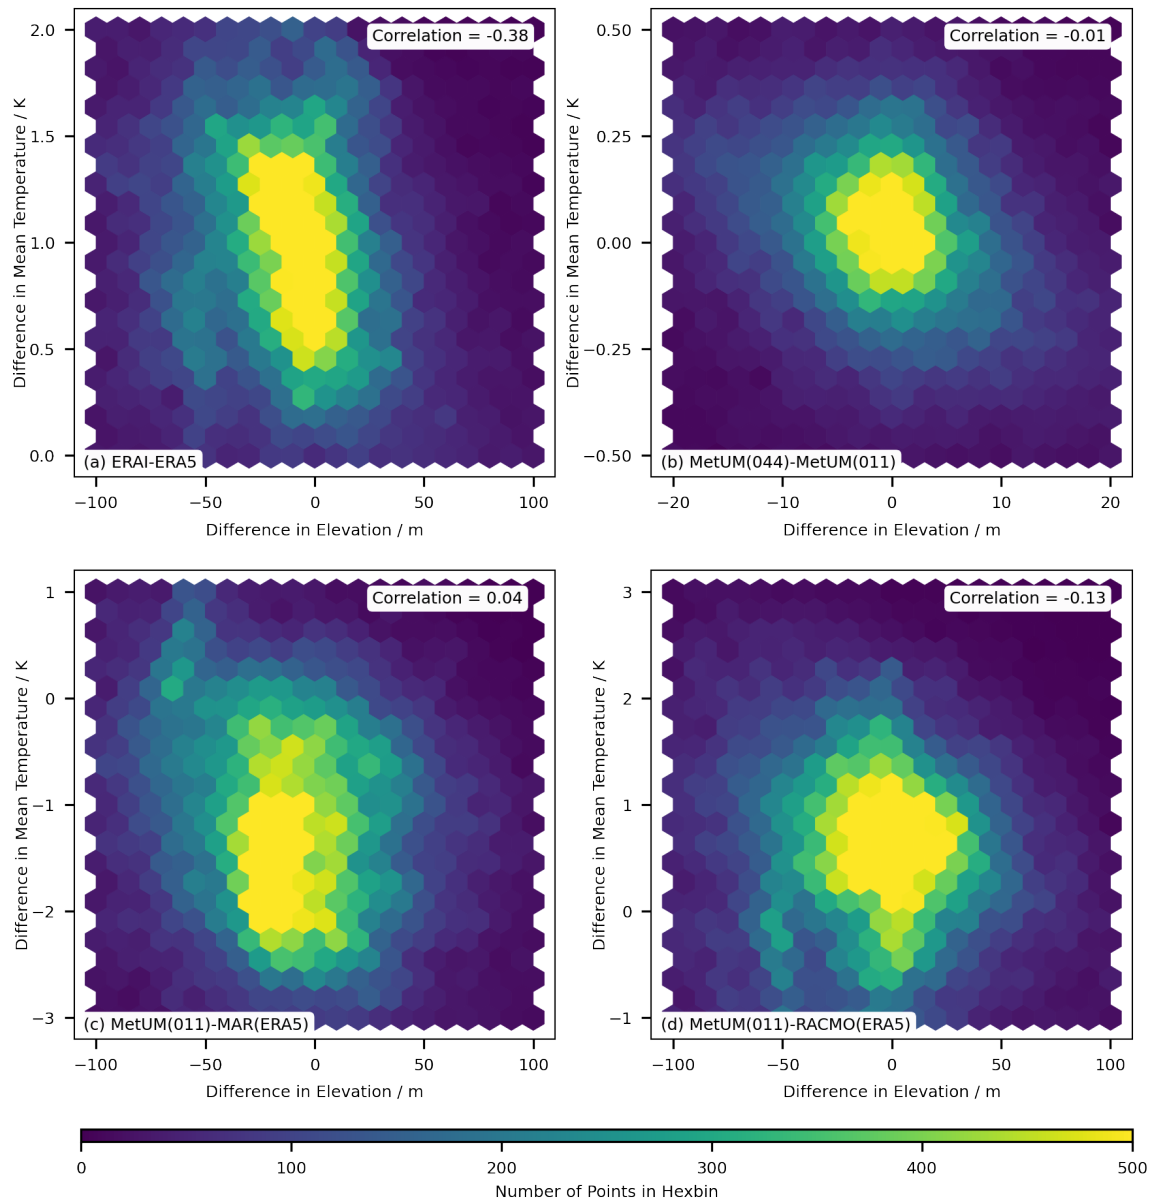 2.0
1.5
1.0
0.5
0.0
Difference in Mean Temperature / K
Correlation = -0.38
(a) ERAI-ERA5
−100 −50 0 50 100
Difference in Elevation / m
0.50
0.25
0.00
−0.25
−0.50
Difference in Mean Temperature / K
Correlation = -0.01
(b) MetUM(044)-MetUM(011)
−20 −10 0 10 20
Difference in Elevation / m
1
0
−1
−2
−3
Difference in Mean Temperature / K
Correlation = 0.04
(c) MetUM(011)-MAR(ERA5)
−100 −50 0 50 100
Difference in Elevation / m
3
2
1
0
−1
Difference in Mean Temperature / K
Correlation = -0.13
(d) MetUM(011)-RACMO(ERA5)
−100 −50 0 50 100
Difference in Elevation / m
0 100 200 300 400 500
Number of Points in Hexbin